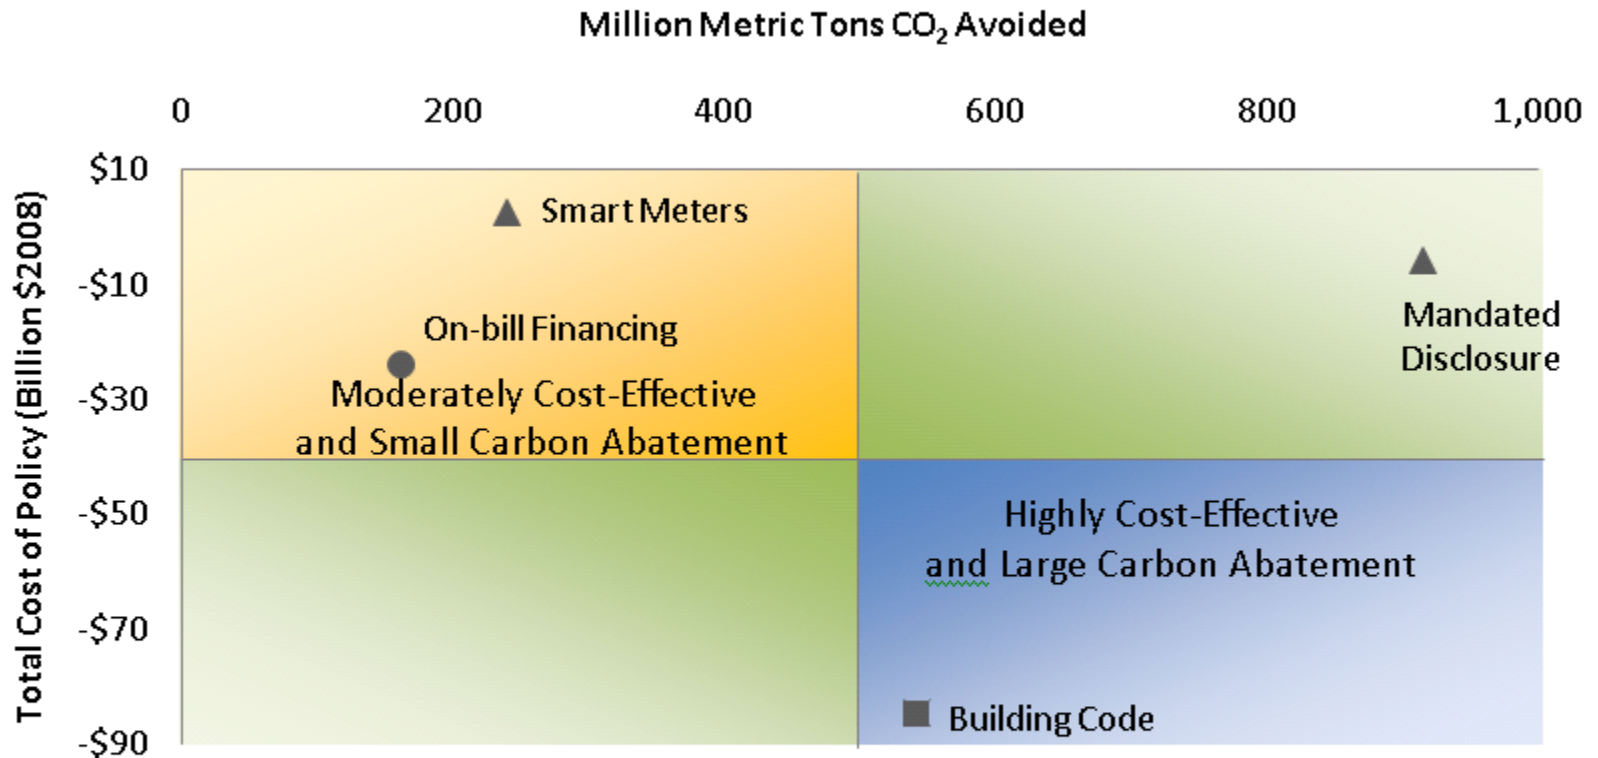 Million Metric Tons CO₂ Avoided
0 200 400 600 800 1,000
Total Cost of Policy (Billion $2008)
$10
-$10
-$30
-$50
-$70
-$90
Smart Meters
On-bill Financing
Moderately Cost-Effective
and Small Carbon Abatement
Mandated
Disclosure
Highly Cost-Effective
and Large Carbon Abatement
Building Code